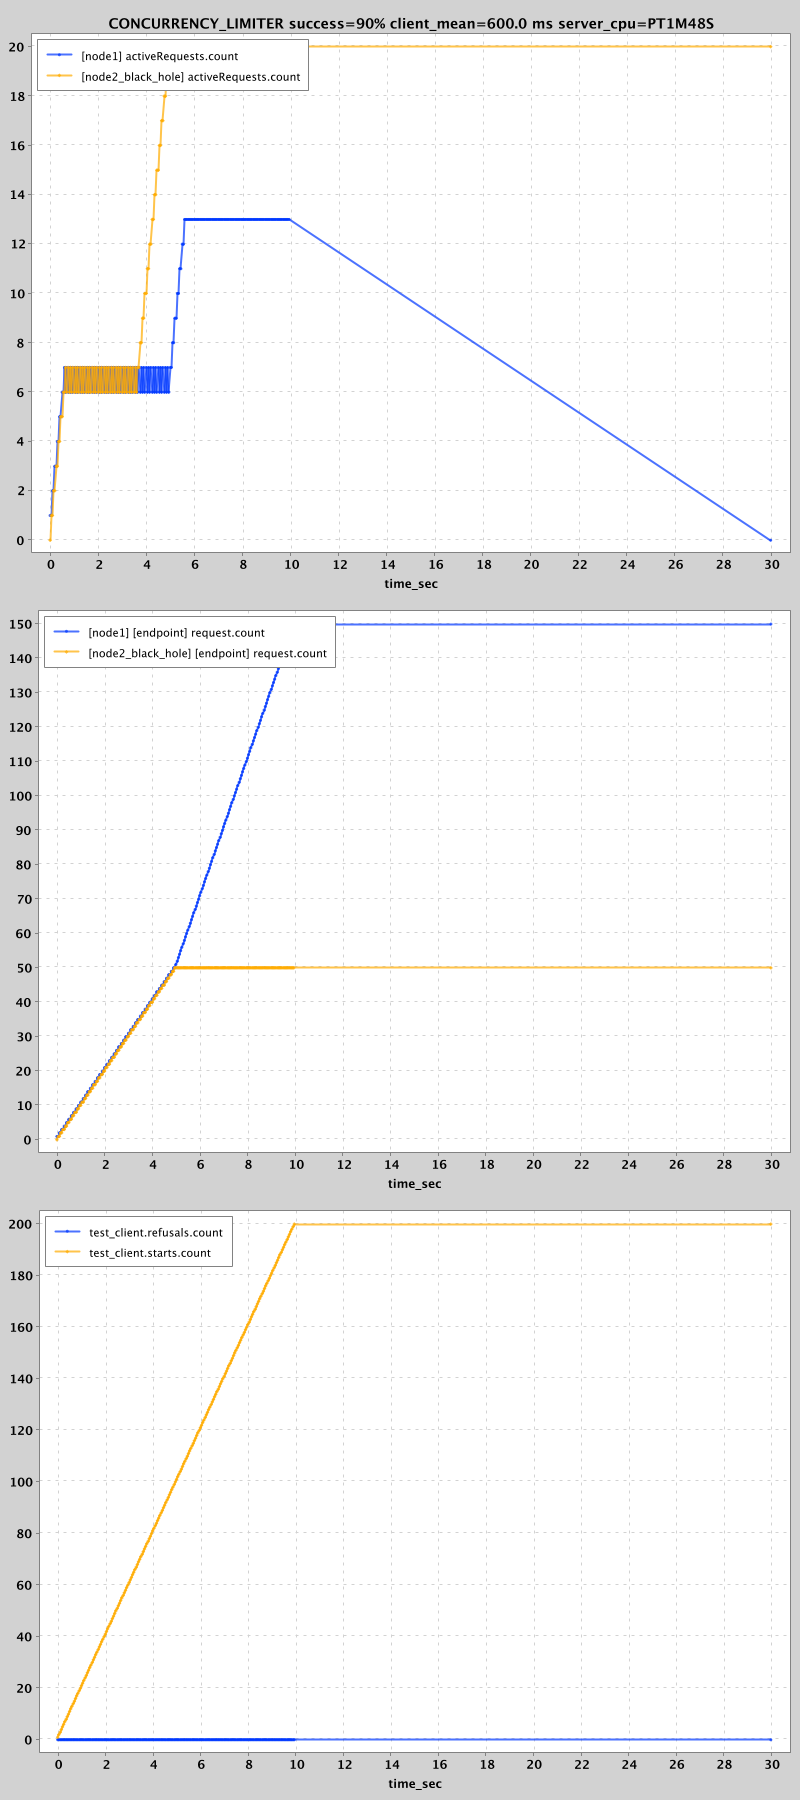 CONCURRENCY_LIMITER success=90% client_mean=600.0 ms server_cpu=PT1M48S
[node1] activeRequests.count
[node2_black_hole] activeRequests.count
20
18
16
14
12
10
8
6
4
2
0
0 2 4 6 8 10 12 14 16 18 20 22 24 26 28 30
time_sec
[node1] [endpoint] request.count
[node2_black_hole] [endpoint] request.count
150
140
130
120
110
100
90
80
70
60
50
40
30
20
10
0
0 2 4 6 8 10 12 14 16 18 20 22 24 26 28 30
time_sec
test_client.refusals.count
test_client.starts.count
200
180
160
140
120
100
80
60
40
20
0
0 2 4 6 8 10 12 14 16 18 20 22 24 26 28 30
time_sec